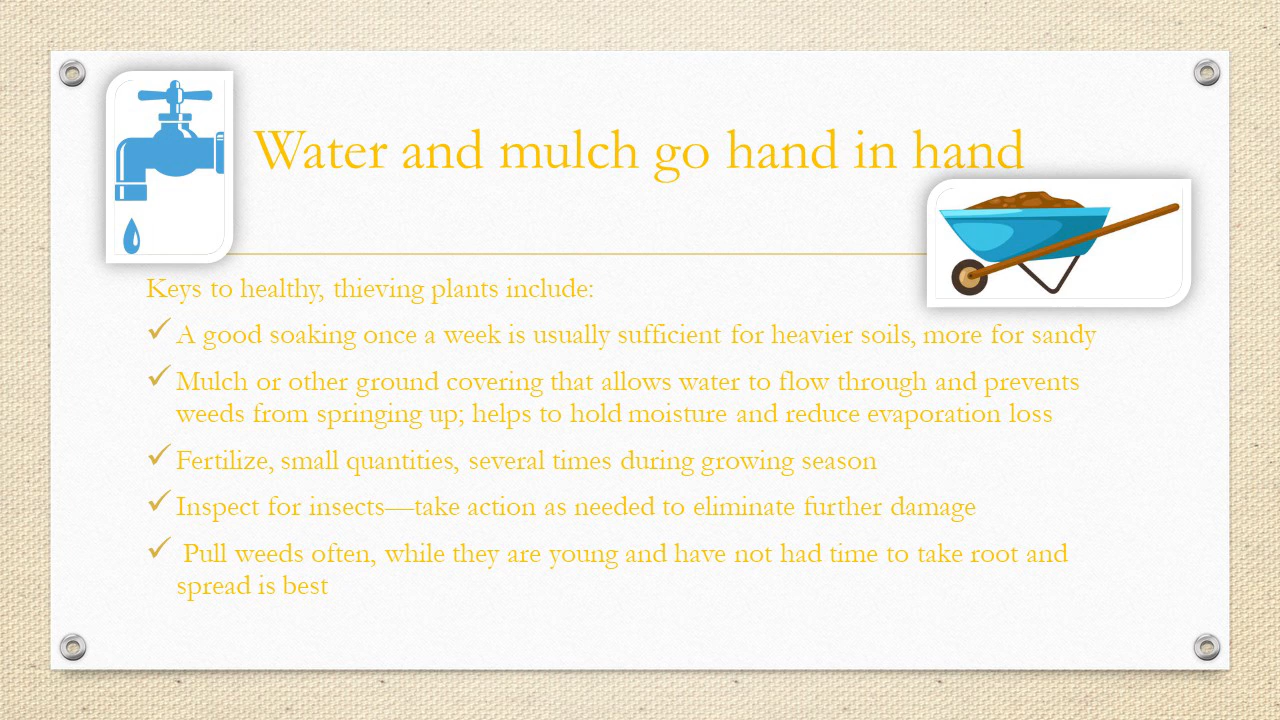 Water and mulch go hand in hand
Keys to healthy, thieving plants include:
✓ A good soaking once a week is usually sufficient for heavier soils, more for sandy
✓ Mulch or other ground covering that allows water to flow through and prevents
weeds from springing up; helps to hold moisture and reduce evaporation loss
✓ Fertilize, small quantities, several times during growing season
✓ Inspect for insects—take action as needed to eliminate further damage
✓ Pull weeds often, while they are young and have not had time to take root and
spread is best